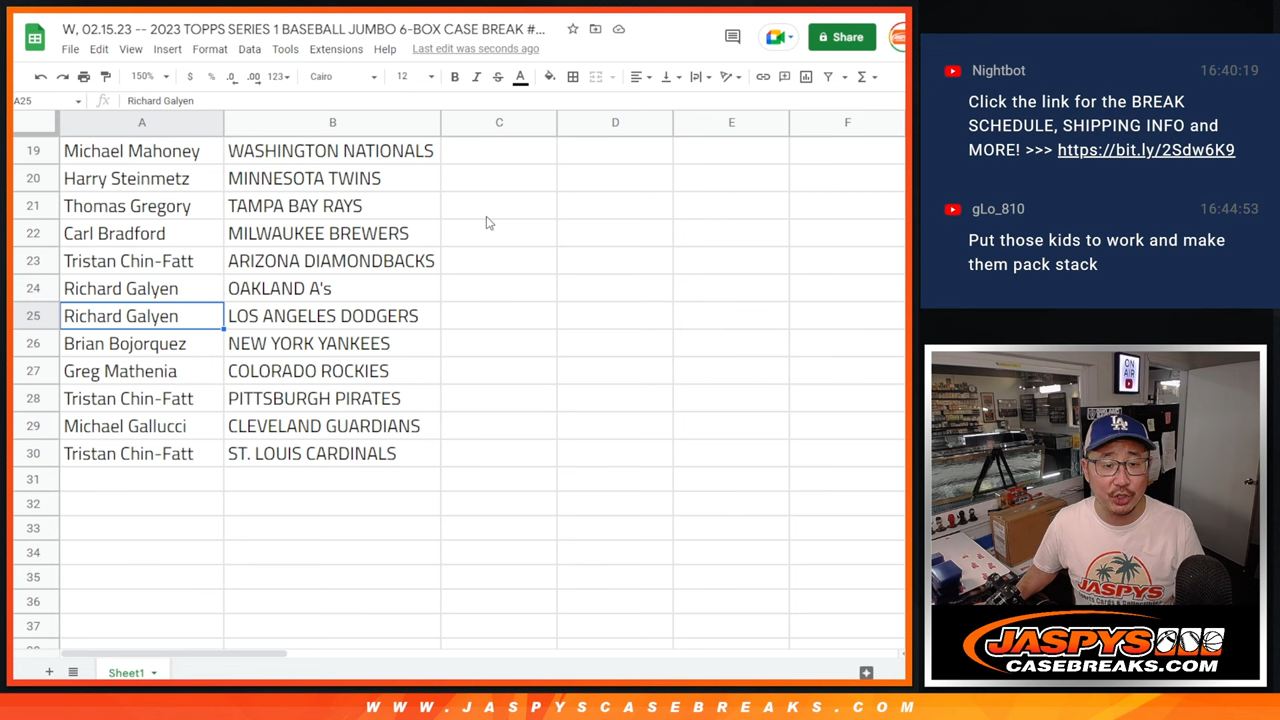 W, 02.15.23 -- 2023 TOPPS SERIES 1 BASEBALL JUMBO 6-BOX CASE BREAK #...
File Edit View Insert Format Data Tools Extensions Help Last edit was seconds ago
Share
150% $ % .0 .00 123 Cairo 12 B I S A
A25 fx Richard Galyen
A B C D E F
19 Michael Mahoney WASHINGTON NATIONALS
20 Harry Steinmetz MINNESOTA TWINS
21 Thomas Gregory TAMPA BAY RAYS
22 Carl Bradford MILWAUKEE BREWERS
23 Tristan Chin-Fatt ARIZONA DIAMONDBACKS
24 Richard Galyen OAKLAND A's
25 Richard Galyen LOS ANGELES DODGERS
26 Brian Bojorquez NEW YORK YANKEES
27 Greg Mathenia COLORADO ROCKIES
28 Tristan Chin-Fatt PITTSBURGH PIRATES
29 Michael Gallucci CLEVELAND GUARDIANS
30 Tristan Chin-Fatt ST. LOUIS CARDINALS
31
32
33
34
35
36
37
Sheet1
Nightbot 16:40:19
Click the link for the BREAK
SCHEDULE, SHIPPING INFO and
MORE! >>> https://bit.ly/2Sdw6K9
gLo_810 16:44:53
Put those kids to work and make
them pack stack
ON
AIR
LA
JASPYS
JASPYS
CASEBREAKS.COM
WWW.JASPYSCASEBREAKS.COM